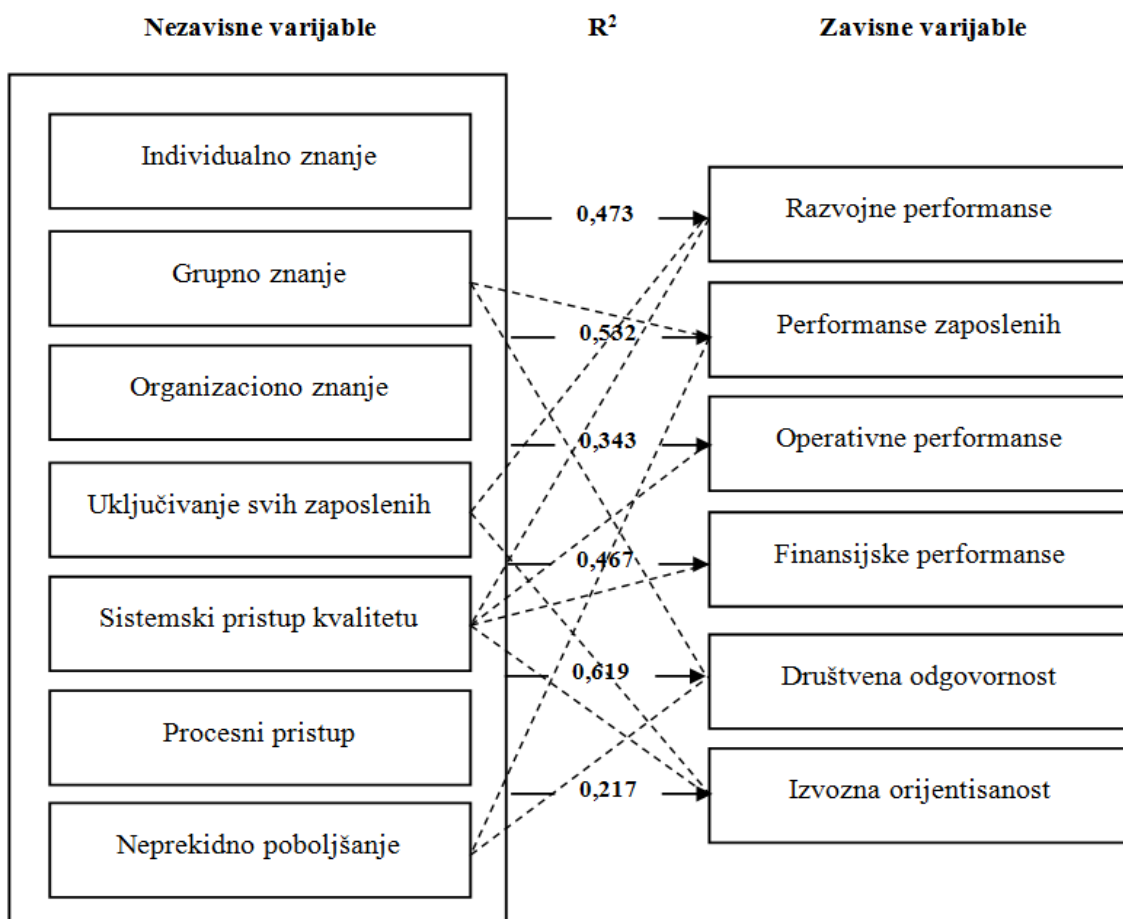 Nezavisne varijable
R²
Zavisne varijable
Individualno znanje
Grupno znanje
Organizaciono znanje
Uključivanje svih zaposlenih
Sistemski pristup kvalitetu
Procesni pristup
Neprekidno poboljšanje
0,473
0,532
0,343
0,467
0,619
0,217
Razvojne performanse
Performanse zaposlenih
Operativne performanse
Finansijske performanse
Društvena odgovornost
Izvozna orijentisanost